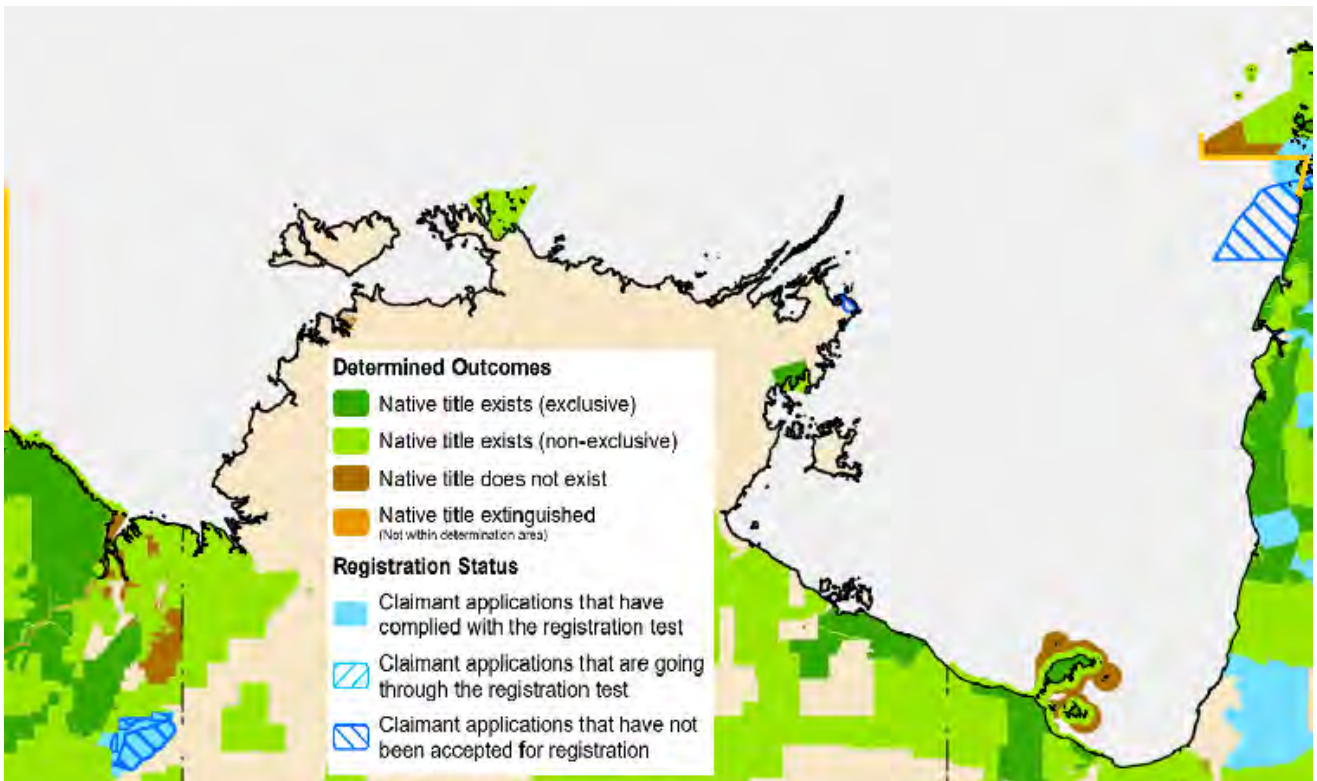 Determined Outcomes
Native title exists (exclusive)
Native title exists (non-exclusive)
Native title does not exist
Native title extinguished
(Not within determination area)
Registration Status
Claimant applications that have
complied with the registration test
Claimant applications that are going
through the registration test
Claimant applications that have not
been accepted for registration